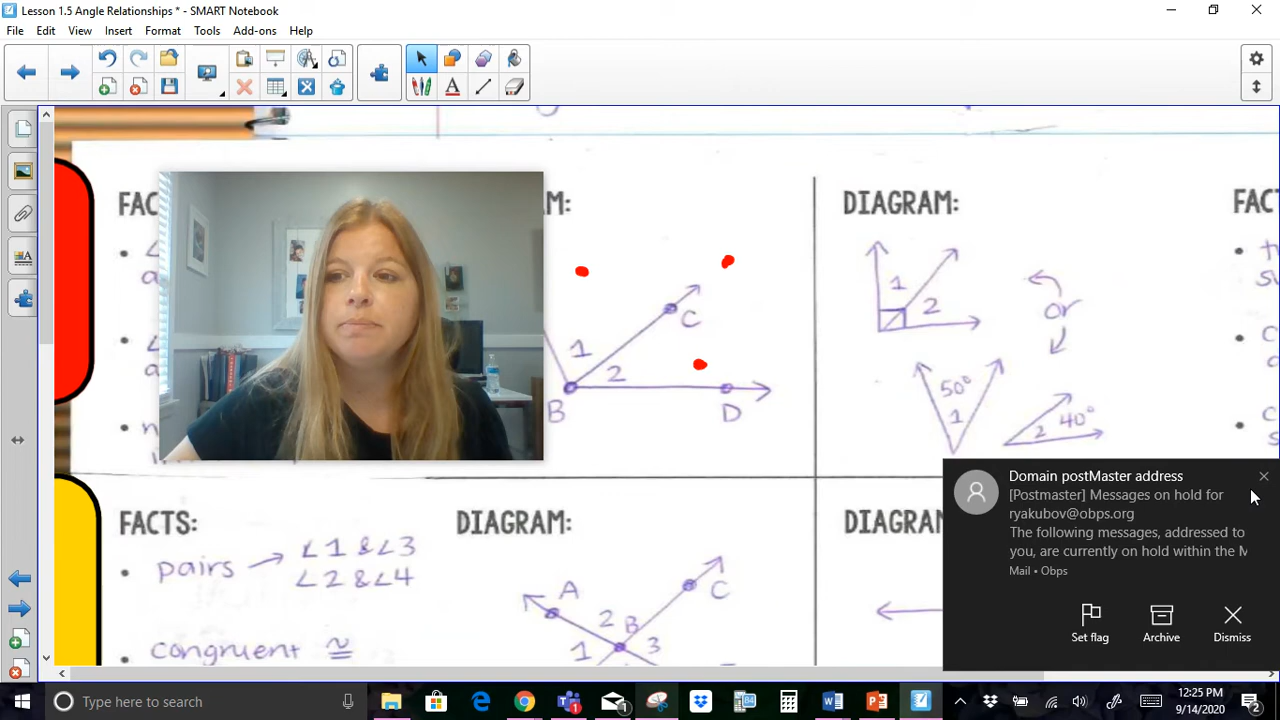 Lesson 1.5 Angle Relationships * - SMART Notebook
File Edit View Insert Format Tools Add-ons Help
DIAGRAM:
1
C
2
B
D
DIAGRAM:
1
2
or
50°
1
2 40°
FACTS:
pairs → ∠1 & ∠3
∠2 & ∠4
congruent ≅
DIAGRAM:
A
C
2
B
1
3
Domain postMaster address
[Postmaster] Messages on hold for
ryakubov@obps.org
The following messages, addressed to
you, are currently on hold within the M
Mail • Obps
Set flag Archive Dismiss
Type here to search
12:25 PM
9/14/2020